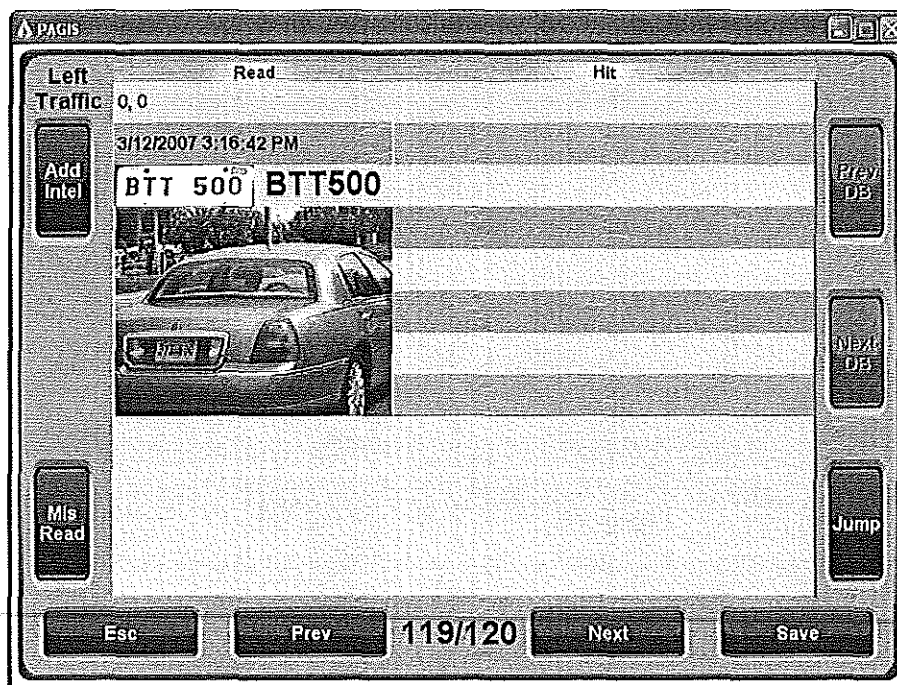 PAGIS
Left Traffic
Read
Hit
0, 0
3/12/2007 3:16:42 PM
Add Intel
BTT 500
BTT500
Prev DB
Next DB
Mis Read
Jump
Esc
Prev
119/120
Next
Save